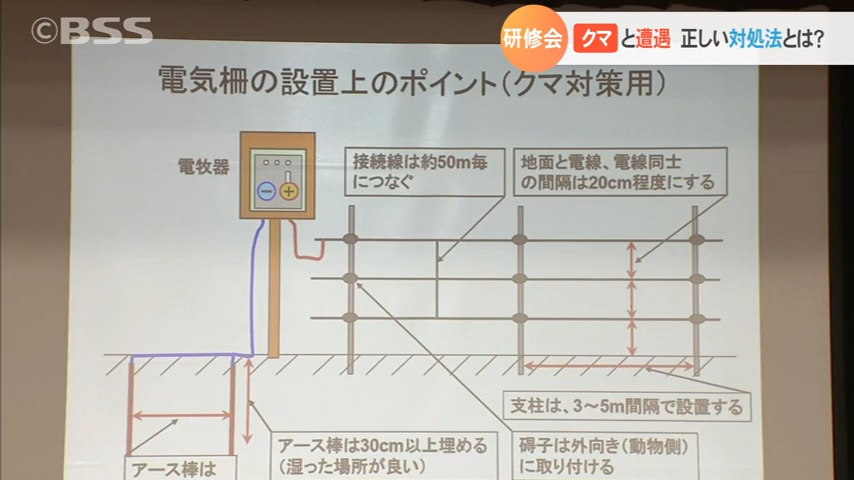 ©BSS
研修会
クマと遭遇 正しい対処法とは?
電気柵の設置上のポイント(クマ対策用)
電牧器
接続線は約50m毎
につなぐ
地面と電線、電線同士
の間隔は20cm程度にする
支柱は、3〜5m間隔で設置する
アース棒は30cm以上埋める
(湿った場所が良い)
碍子は外向き(動物側)
に取り付ける
アース棒は